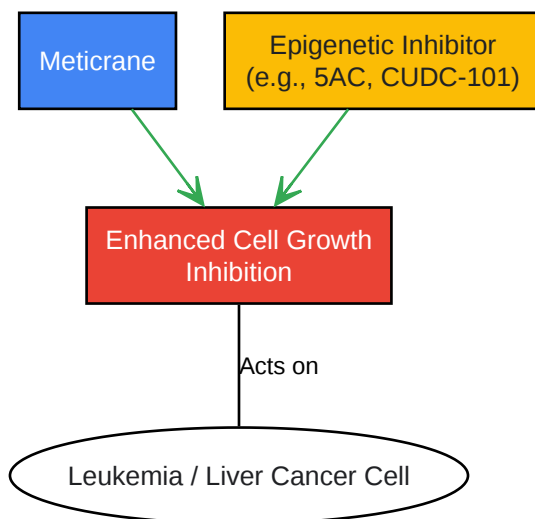 Meticrane
Epigenetic Inhibitor
(e.g., 5AC, CUDC-101)
Enhanced Cell Growth
Inhibition
Acts on
Leukemia / Liver Cancer Cell